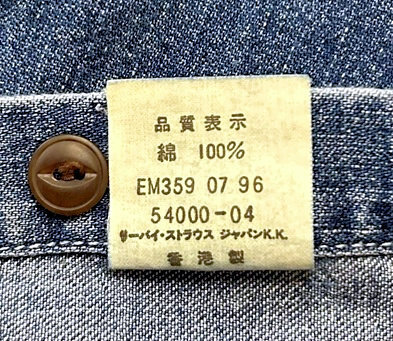 品質表示
綿 100%
EM359 07 96
54000-04
リーバイ・ストラウス ジャパンK.K.
香港製